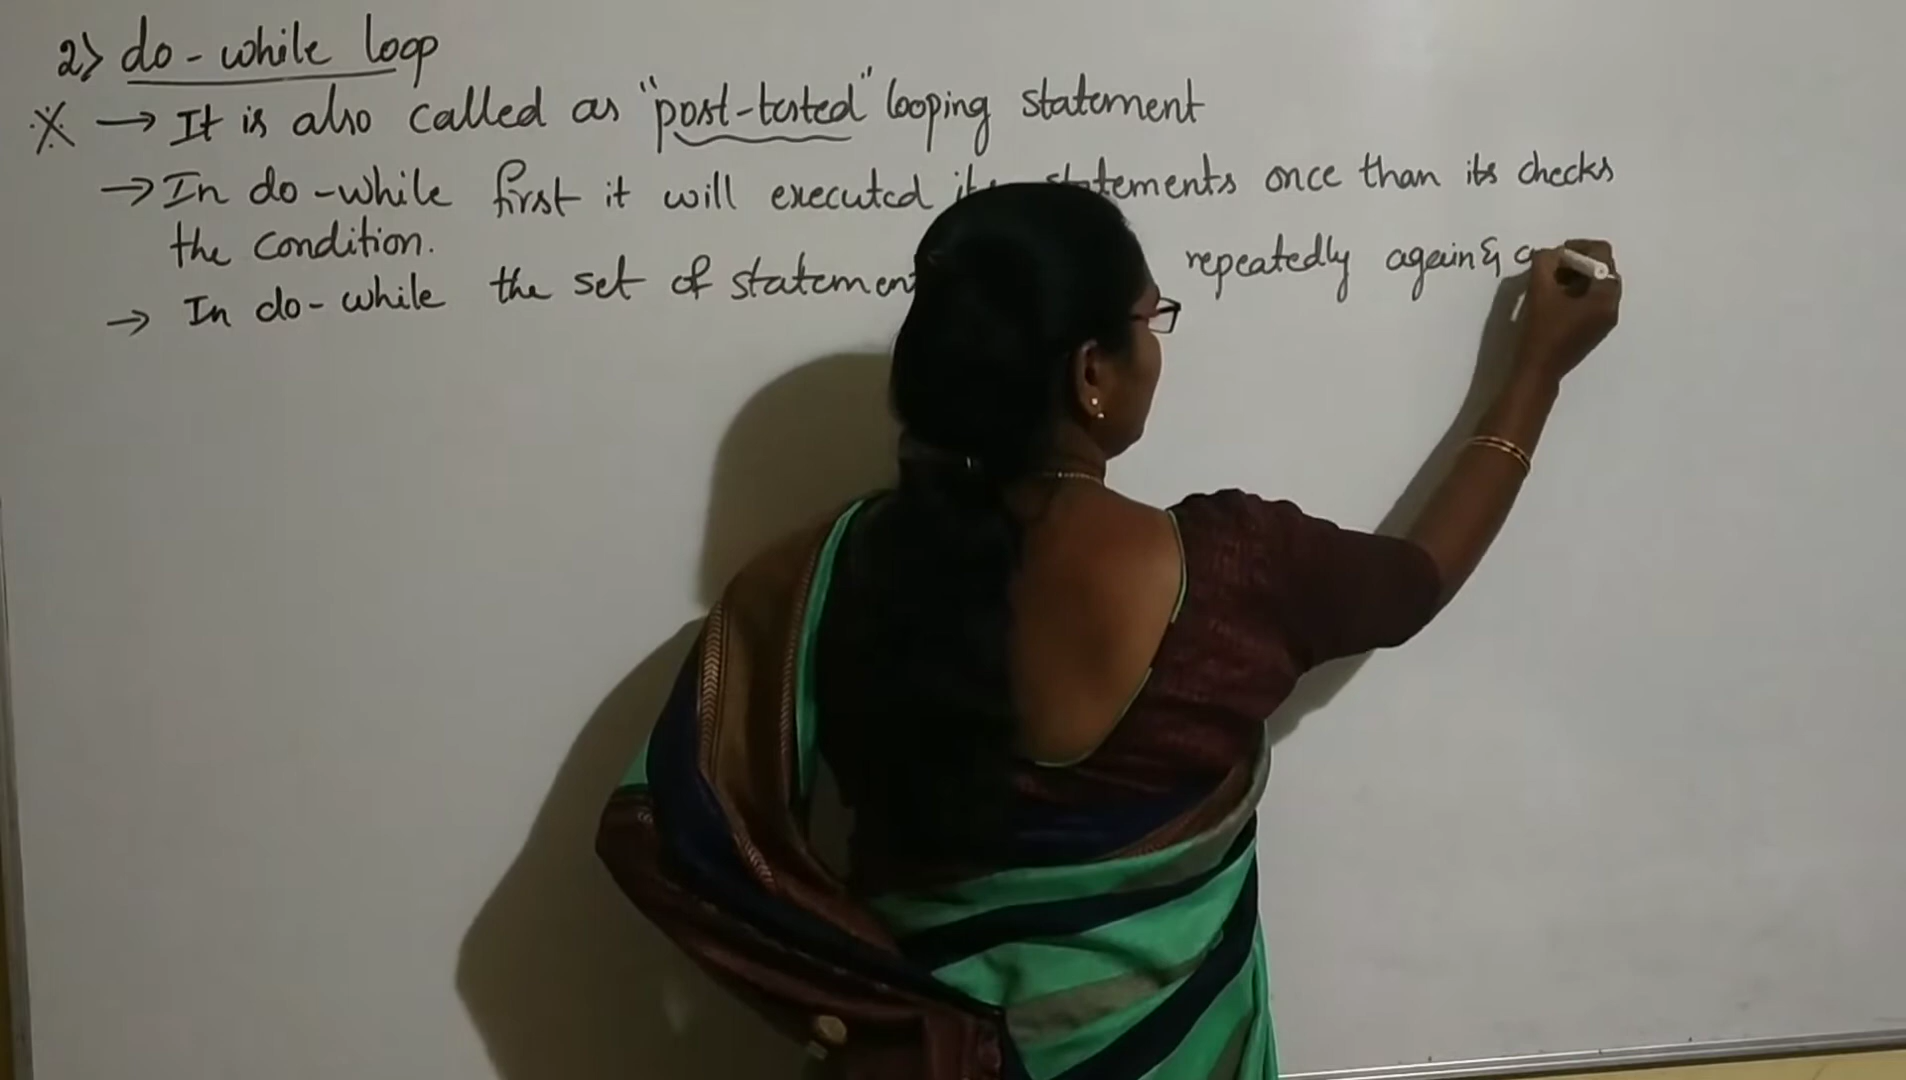 2) do-while loop
※ → It is also called as "post-tested" looping statement
→ In do-while first it will executed its statements once than its checks
the condition.
→ In do-while the set of statement repeatedly again &